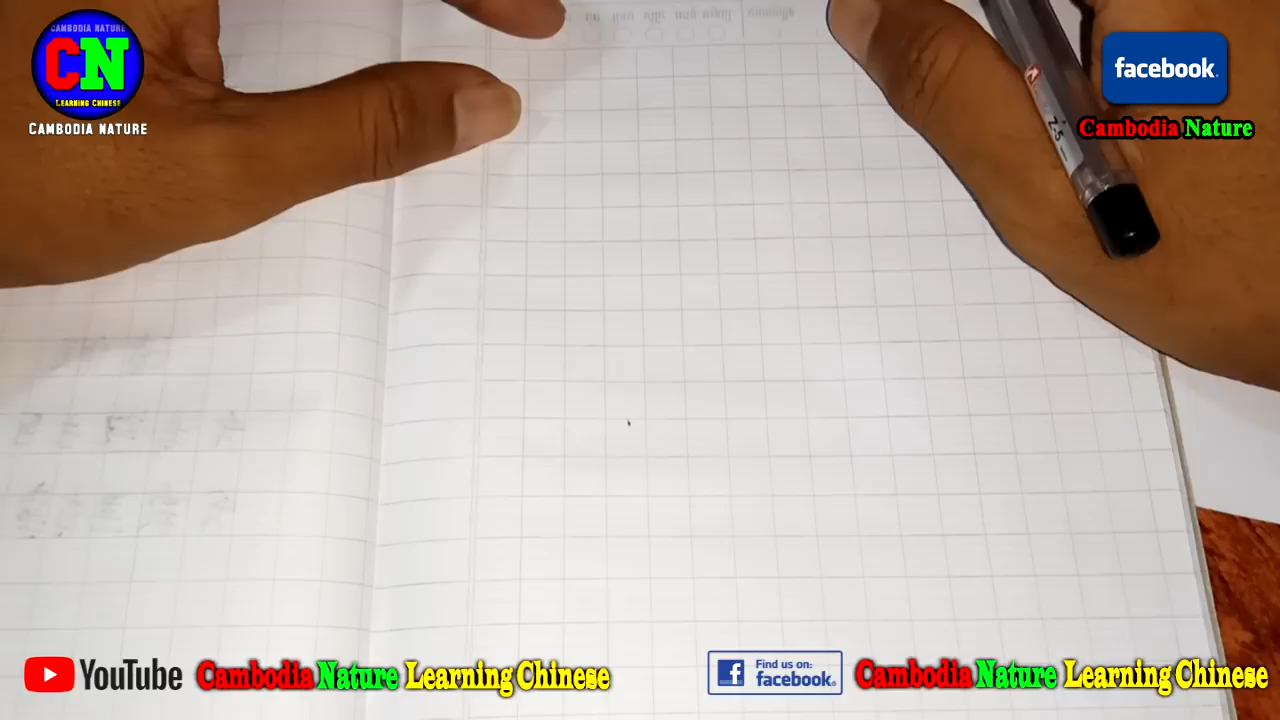 CAMBODIA NATURE
CN
LEARNING CHINESE
CAMBODIA NATURE
facebook.
Cambodia Nature
Z-5
YouTube Cambodia Nature Learning Chinese
Find us on:
facebook.
Cambodia Nature Learning Chinese